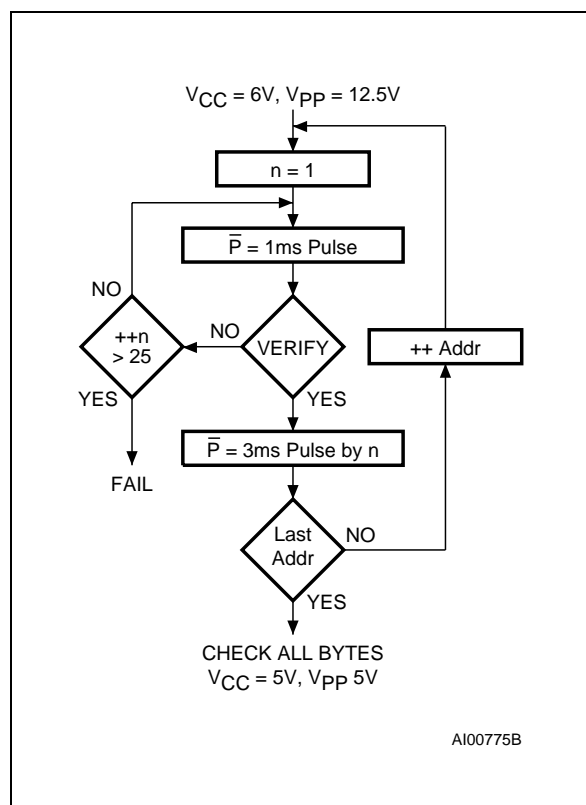 VCC = 6V, VPP = 12.5V
n = 1
P̅ = 1ms Pulse
NO
++n
> 25
NO
VERIFY
++ Addr
YES
YES
P̅ = 3ms Pulse by n
FAIL
Last
Addr
NO
YES
CHECK ALL BYTES
VCC = 5V, VPP 5V
AI00775B